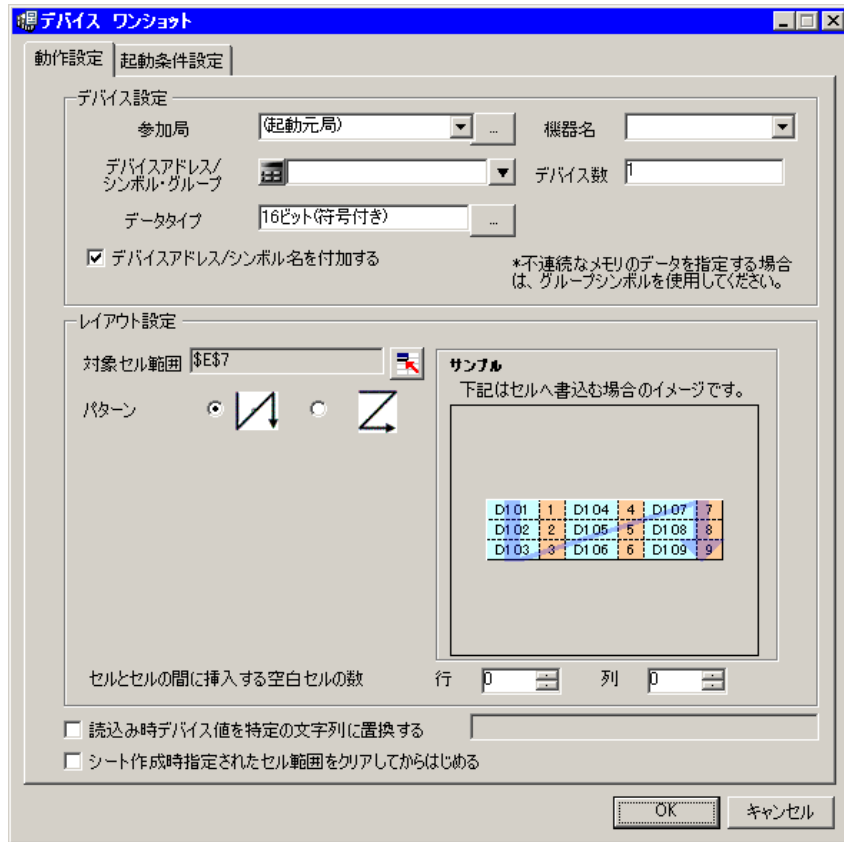 デバイス ワンショット
動作設定 起動条件設定
デバイス設定
参加局 (起動元局) ... 機器名
デバイスアドレス/
シンボル・グループ
デバイス数 1
データタイプ 16ビット(符号付き) ...
デバイスアドレス/シンボル名を付加する
*不連続なメモリのデータを指定する場合
は、グループシンボルを使用してください。
レイアウト設定
対象セル範囲 $E$7
パターン
サンプル
下記はセルへ書込む場合のイメージです。
D101 1 D104 4 D107 7
D102 2 D105 5 D108 8
D103 3 D106 6 D109 9
セルとセルの間に挿入する空白セルの数 行 0 列 0
読込み時デバイス値を特定の文字列に置換する
シート作成時指定されたセル範囲をクリアしてからはじめる
OK キャンセル